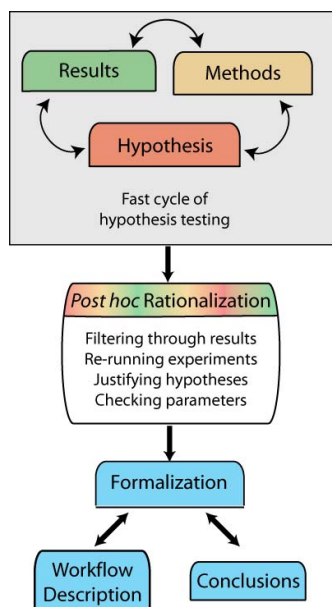 Results
Methods
Hypothesis
Fast cycle of
hypothesis testing
Post hoc Rationalization
Filtering through results
Re-running experiments
Justifying hypotheses
Checking parameters
Formalization
Workflow
Description
Conclusions